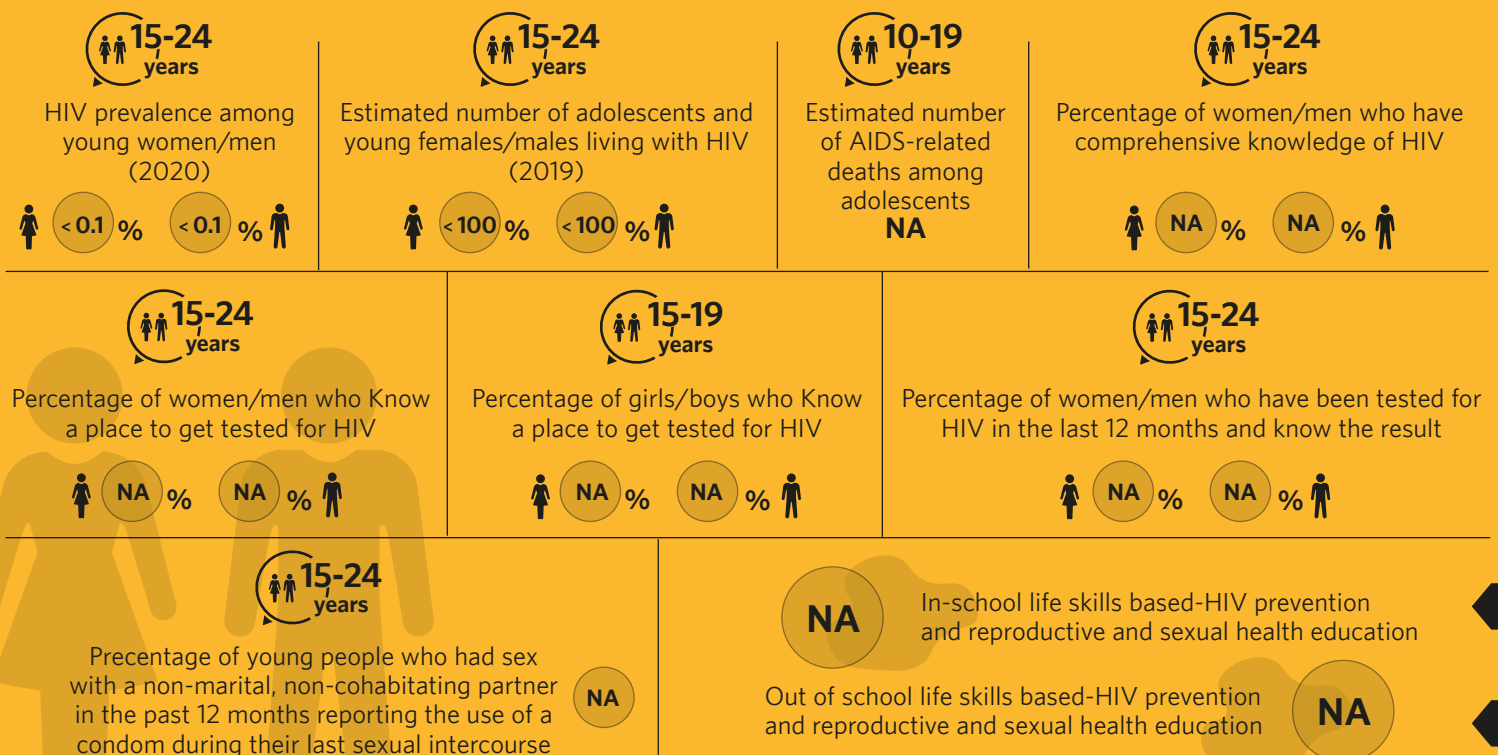 15-24
years
HIV prevalence among
young women/men
(2020)
< 0.1 % < 0.1 %
15-24
years
Estimated number of adolescents and
young females/males living with HIV
(2019)
< 100 % < 100 %
10-19
years
Estimated number
of AIDS-related
deaths among
adolescents
NA
15-24
years
Percentage of women/men who have
comprehensive knowledge of HIV
NA % NA %
15-24
years
Percentage of women/men who Know
a place to get tested for HIV
NA % NA %
15-19
years
Percentage of girls/boys who Know
a place to get tested for HIV
NA % NA %
15-24
years
Percentage of women/men who have been tested for
HIV in the last 12 months and know the result
NA % NA %
15-24
years
Precentage of young people who had sex
with a non-marital, non-cohabitating partner
in the past 12 months reporting the use of a
condom during their last sexual intercourse
NA
NA
In-school life skills based-HIV prevention
and reproductive and sexual health education
Out of school life skills based-HIV prevention
and reproductive and sexual health education
NA